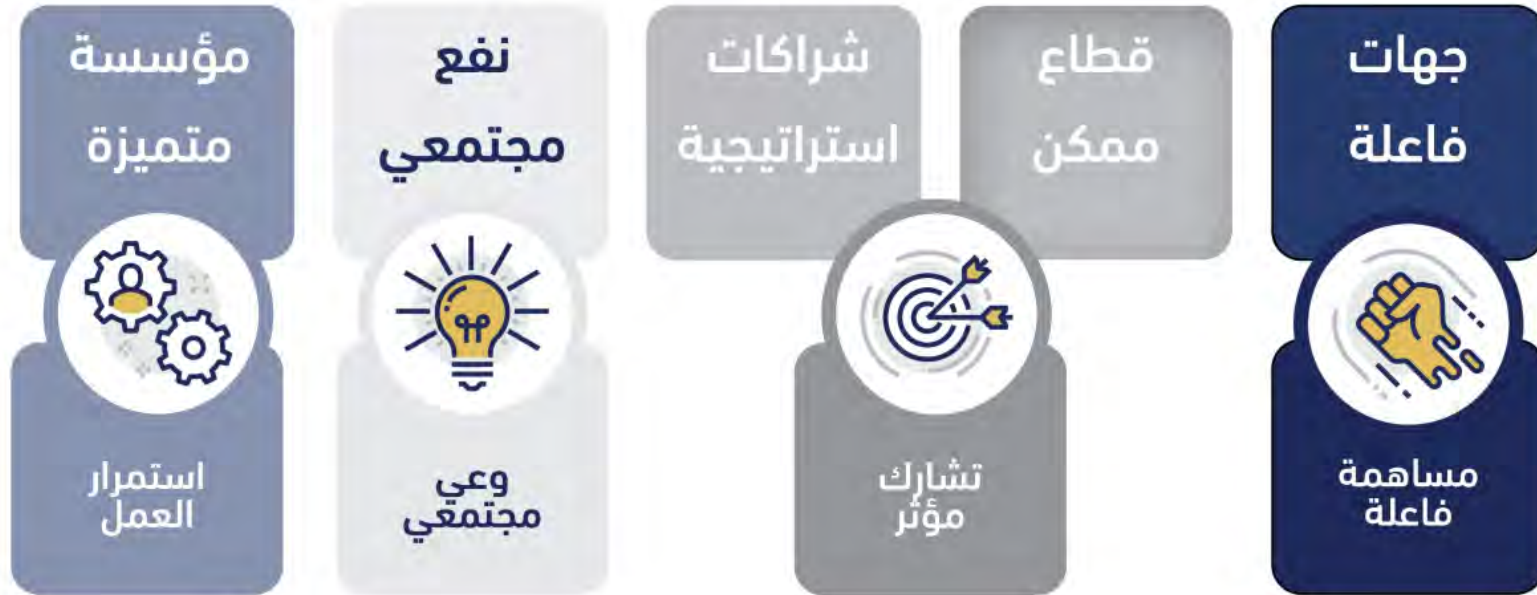 جهات
فاعلة
قطاع
ممكن
شراكات
استراتيجية
نفع
مجتمعي
مؤسسة
متميزة
مساهمة
فاعلة
تشارك
مؤثر
وعي
مجتمعي
استمرار
العمل